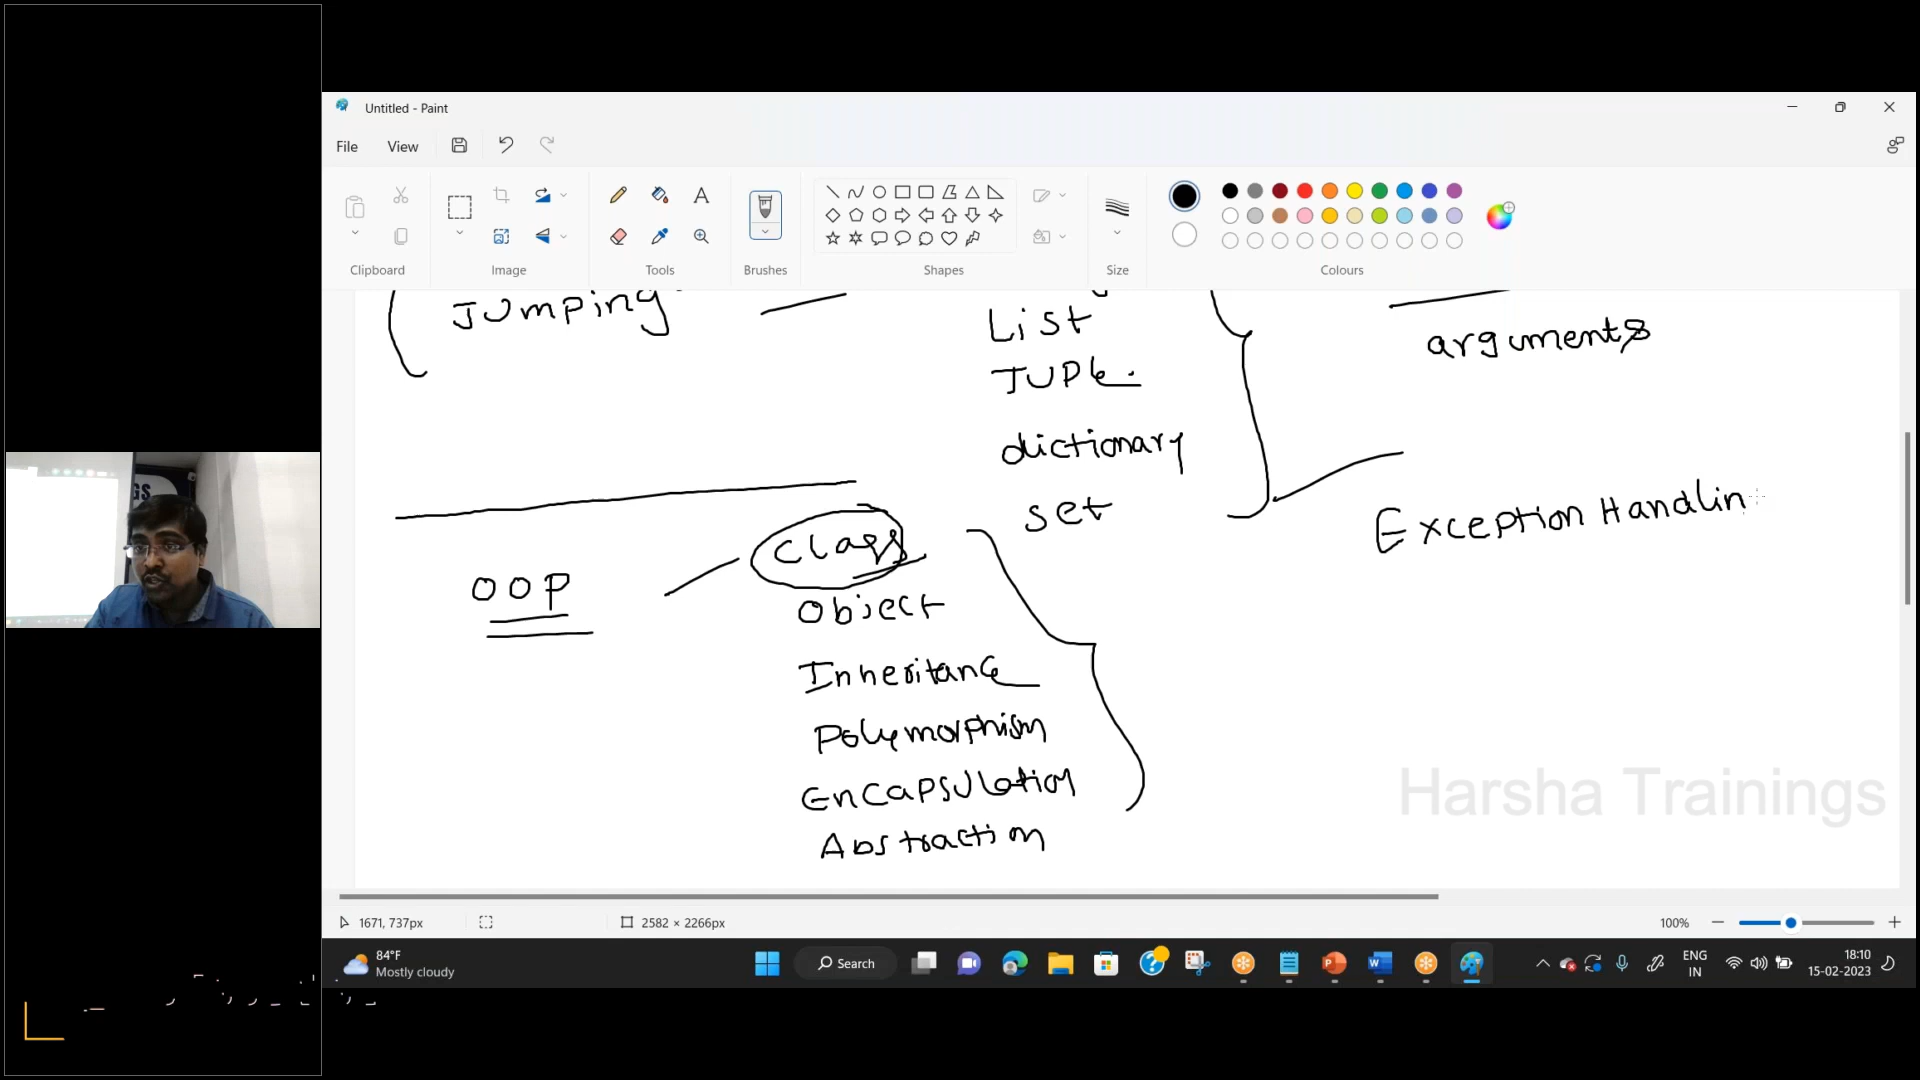 GS
Untitled - Paint
File View
Clipboard Image Tools Brushes Shapes Size Colours
Jumping
List
Tuple
dictionary
set
arguments
Exception Handlin
OOP
Class
Object
Inheritance
Polymorphism
Encapsulation
Abstraction
Harsha Trainings
1671, 737px 2582 × 2266px 100%
84°F
Mostly cloudy
Search
ENG
IN
18:10
15-02-2023